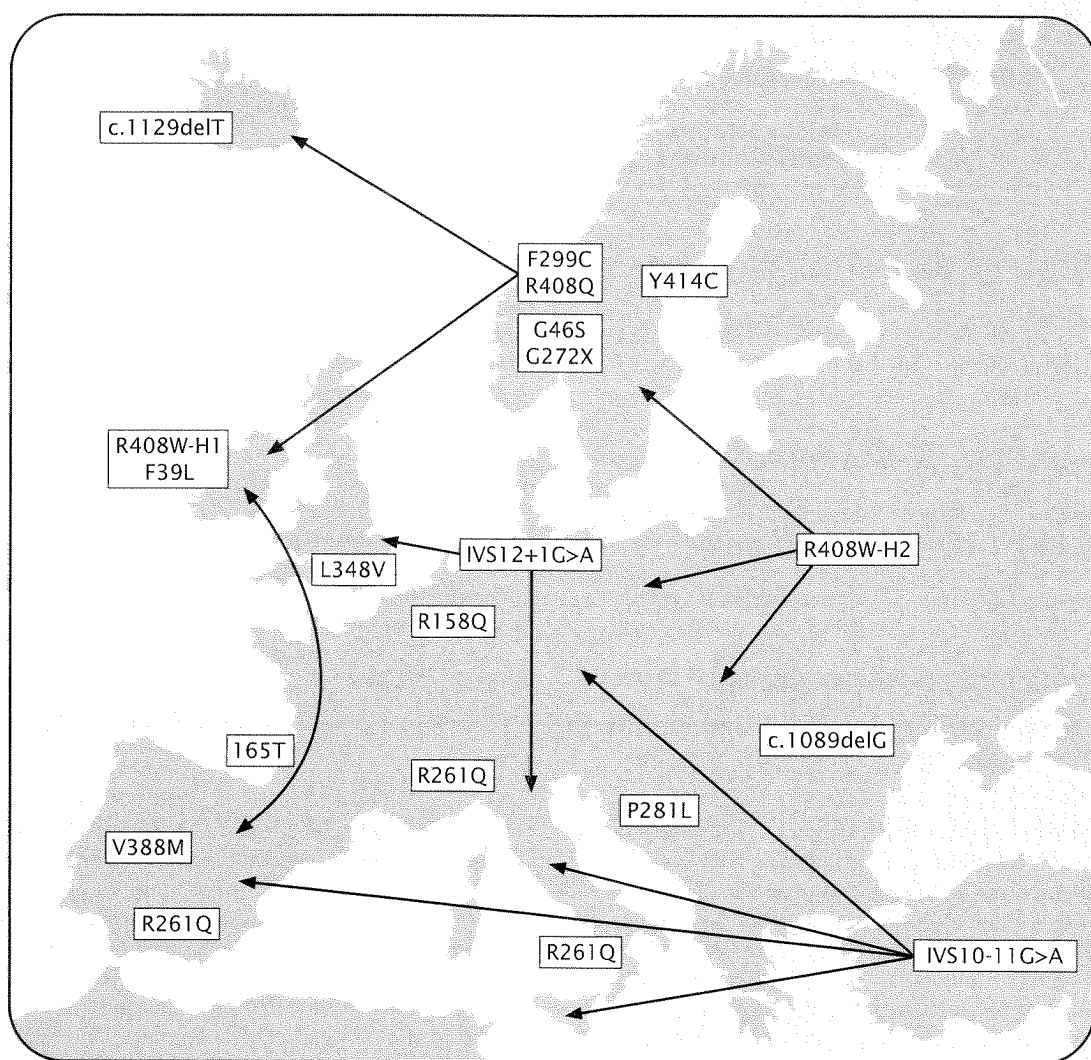 c.1129delT
F299C
R408Q
Y414C
G46S
G272X
R408W-H1
F39L
IVS12+1G>A
R408W-H2
L348V
R158Q
165T
c.1089delG
R261Q
P281L
V388M
R261Q
R261Q
IVS10-11G>A